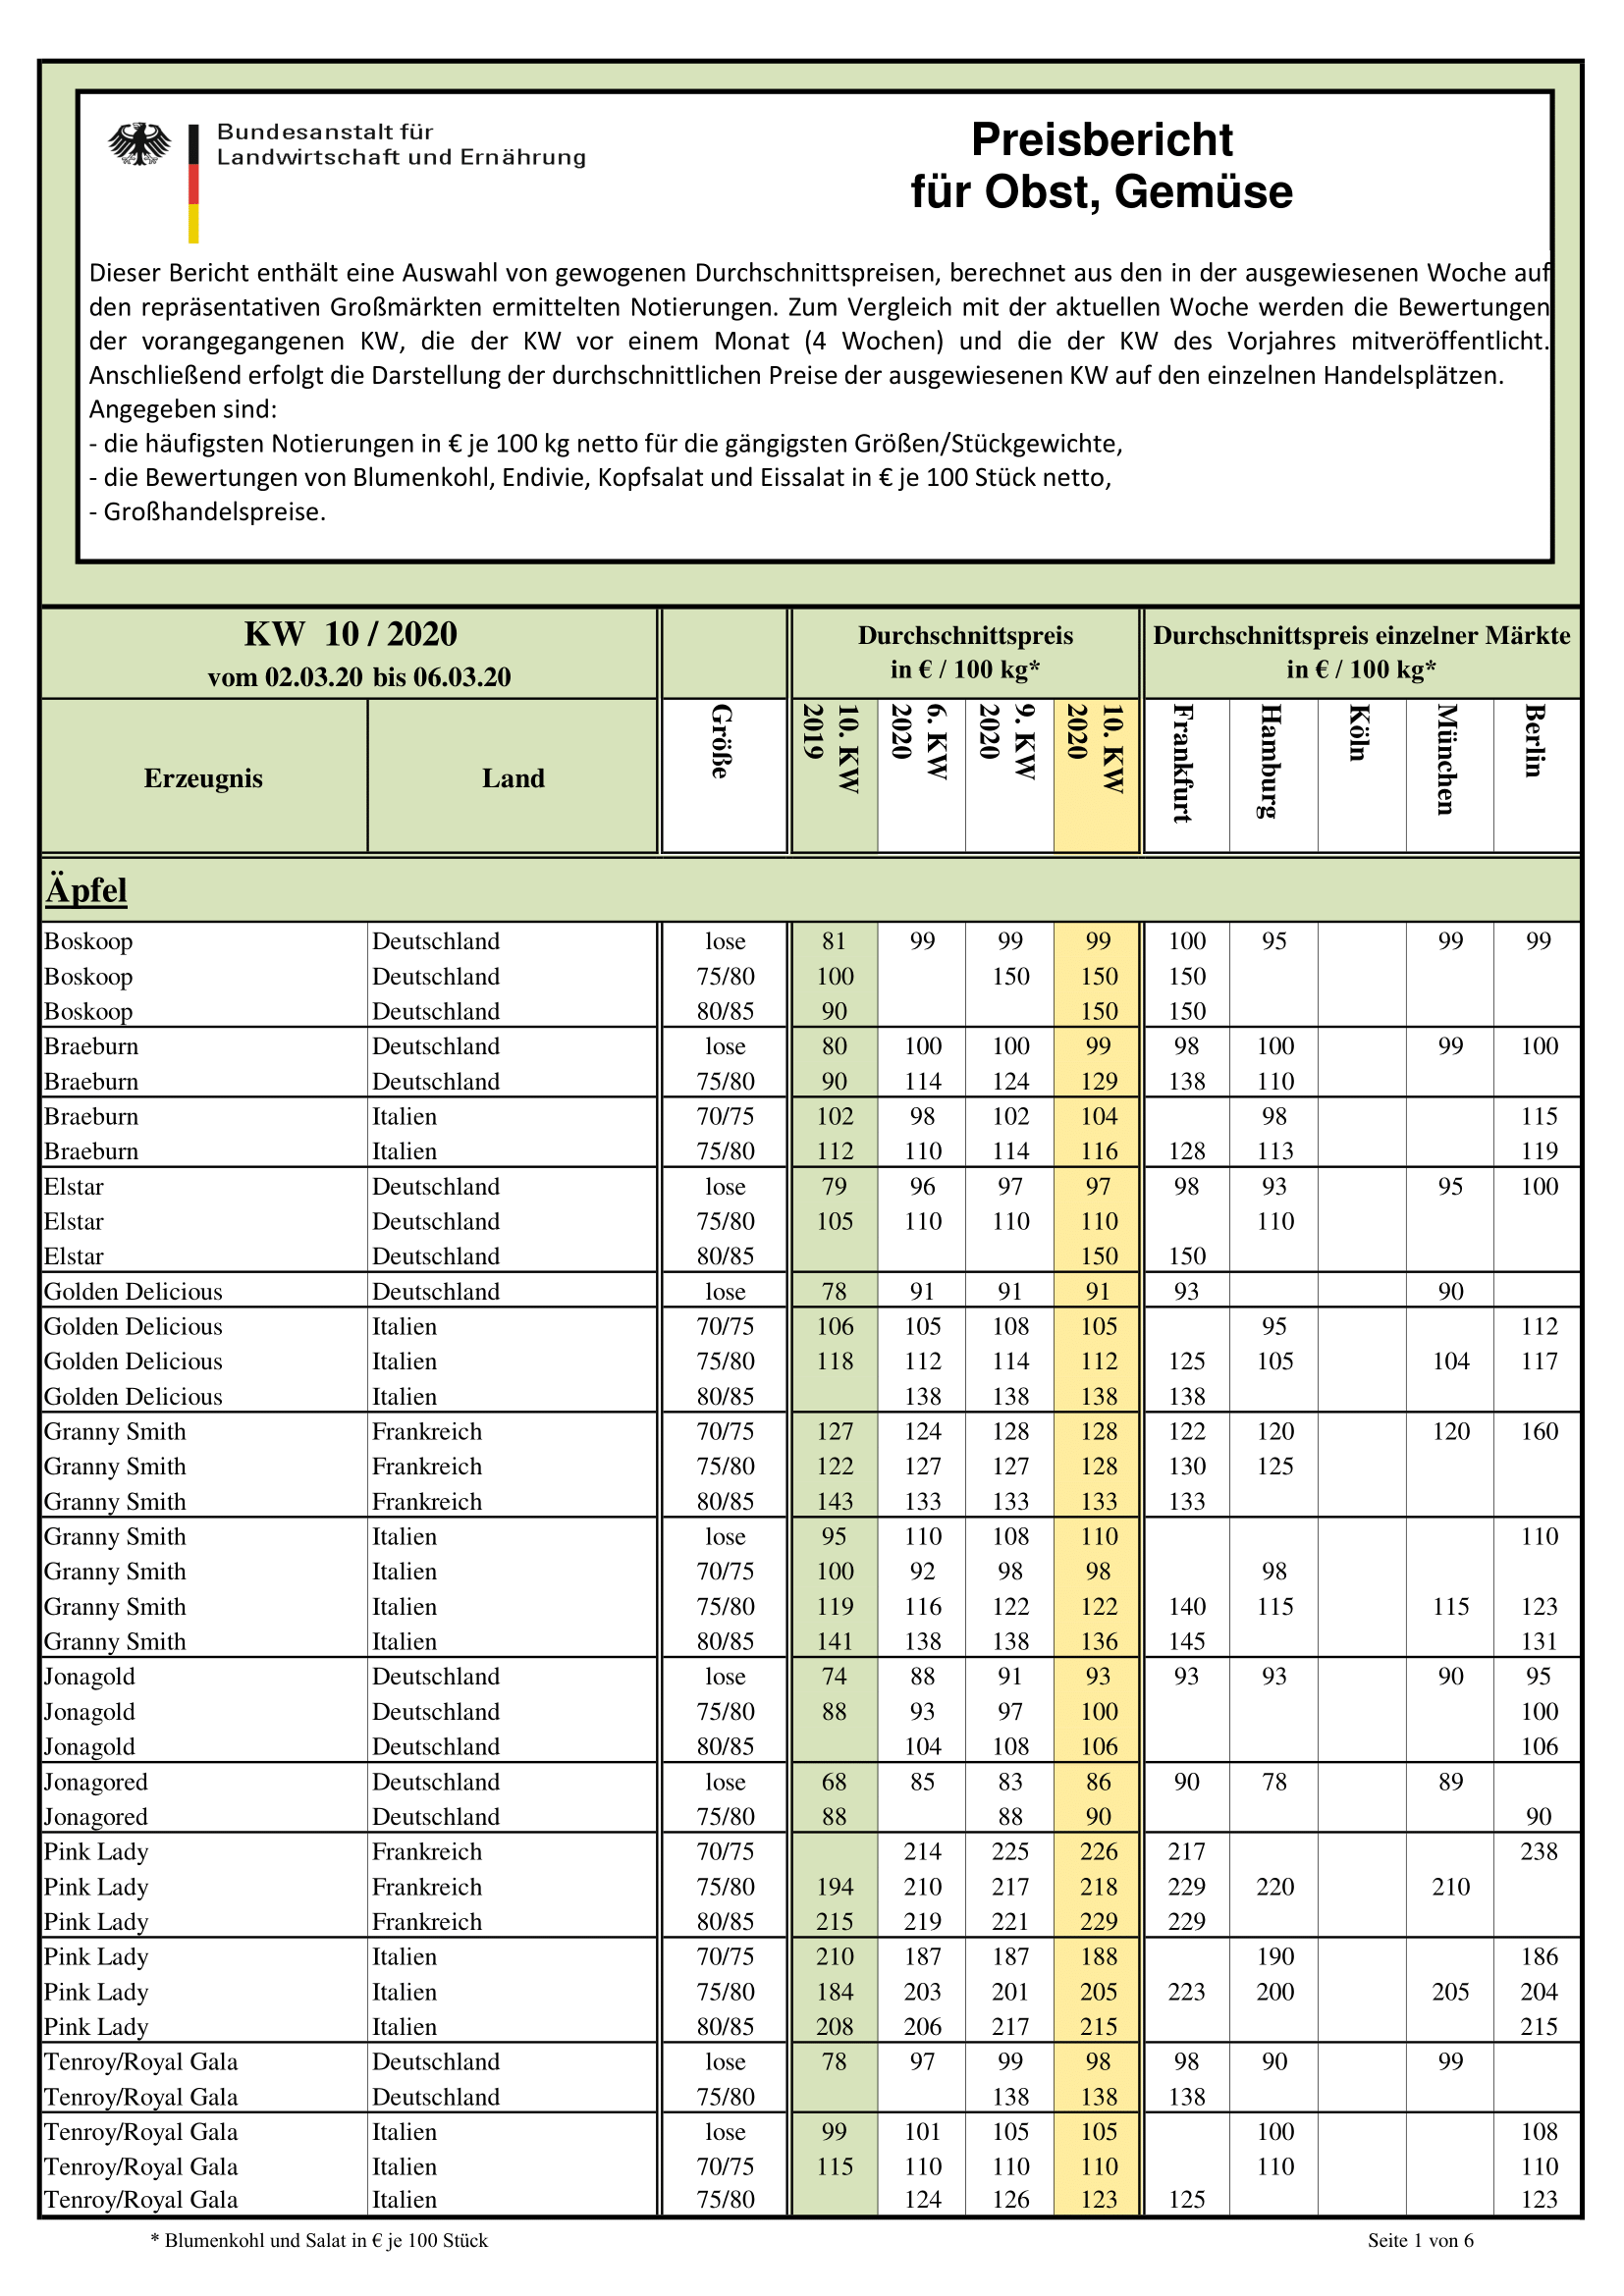 Bundesanstalt für
Landwirtschaft und Ernährung
Preisbericht
für Obst, Gemüse
Dieser Bericht enthält eine Auswahl von gewogenen Durchschnittspreisen, berechnet aus den in der ausgewiesenen Woche auf
den repräsentativen Großmärkten ermittelten Notierungen. Zum Vergleich mit der aktuellen Woche werden die Bewertungen
der vorangegangenen KW, die der KW vor einem Monat (4 Wochen) und die der KW des Vorjahres mitveröffentlicht.
Anschließend erfolgt die Darstellung der durchschnittlichen Preise der ausgewiesenen KW auf den einzelnen Handelsplätzen.
Angegeben sind:
- die häufigsten Notierungen in € je 100 kg netto für die gängigsten Größen/Stückgewichte,
- die Bewertungen von Blumenkohl, Endivie, Kopfsalat und Eissalat in € je 100 Stück netto,
- Großhandelspreise.
KW 10 / 2020
vom 02.03.20 bis 06.03.20
Durchschnittspreis
in € / 100 kg*
Durchschnittspreis einzelner Märkte
in € / 100 kg*
Erzeugnis Land Größe 10. KW 2019 6. KW 2020 9. KW 2020 10. KW 2020 Frankfurt Hamburg Köln München Berlin
Äpfel
Boskoop Deutschland lose 81 99 99 99 100 95 99 99
Boskoop Deutschland 75/80 100 150 150 150
Boskoop Deutschland 80/85 90 150 150
Braeburn Deutschland lose 80 100 100 99 98 100 99 100
Braeburn Deutschland 75/80 90 114 124 129 138 110
Braeburn Italien 70/75 102 98 102 104 98 115
Braeburn Italien 75/80 112 110 114 116 128 113 119
Elstar Deutschland lose 79 96 97 97 98 93 95 100
Elstar Deutschland 75/80 105 110 110 110 110
Elstar Deutschland 80/85 150 150
Golden Delicious Deutschland lose 78 91 91 91 93 90
Golden Delicious Italien 70/75 106 105 108 105 95 112
Golden Delicious Italien 75/80 118 112 114 112 125 105 104 117
Golden Delicious Italien 80/85 138 138 138 138
Granny Smith Frankreich 70/75 127 124 128 128 122 120 120 160
Granny Smith Frankreich 75/80 122 127 127 128 130 125
Granny Smith Frankreich 80/85 143 133 133 133 133
Granny Smith Italien lose 95 110 108 110 110
Granny Smith Italien 70/75 100 92 98 98 98
Granny Smith Italien 75/80 119 116 122 122 140 115 115 123
Granny Smith Italien 80/85 141 138 138 136 145 131
Jonagold Deutschland lose 74 88 91 93 93 93 90 95
Jonagold Deutschland 75/80 88 93 97 100 100
Jonagold Deutschland 80/85 104 108 106 106
Jonagored Deutschland lose 68 85 83 86 90 78 89
Jonagored Deutschland 75/80 88 88 90 90
Pink Lady Frankreich 70/75 214 225 226 217 238
Pink Lady Frankreich 75/80 194 210 217 218 229 220 210
Pink Lady Frankreich 80/85 215 219 221 229 229
Pink Lady Italien 70/75 210 187 187 188 190 186
Pink Lady Italien 75/80 184 203 201 205 223 200 205 204
Pink Lady Italien 80/85 208 206 217 215 215
Tenroy/Royal Gala Deutschland lose 78 97 99 98 98 90 99
Tenroy/Royal Gala Deutschland 75/80 138 138 138
Tenroy/Royal Gala Italien lose 99 101 105 105 100 108
Tenroy/Royal Gala Italien 70/75 115 110 110 110 110 110
Tenroy/Royal Gala Italien 75/80 124 126 123 125 123
* Blumenkohl und Salat in € je 100 Stück
Seite 1 von 6